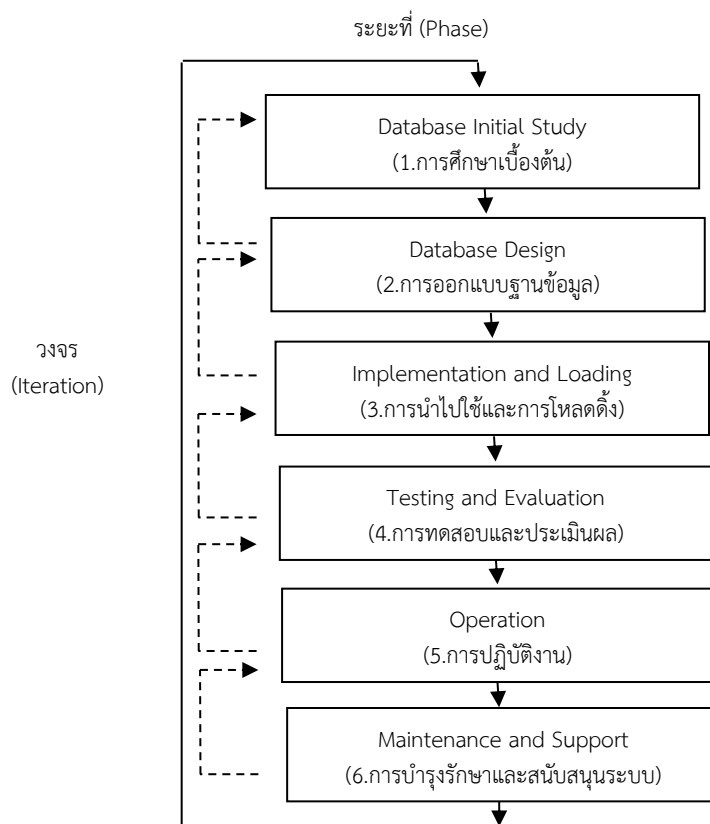 ระยะที่ (Phase)
Database Initial Study
(1.การศึกษาเบื้องต้น)
Database Design
(2.การออกแบบฐานข้อมูล)
วงจร
(Iteration)
Implementation and Loading
(3.การนำไปใช้และการโหลดดิ้ง)
Testing and Evaluation
(4.การทดสอบและประเมินผล)
Operation
(5.การปฏิบัติงาน)
Maintenance and Support
(6.การบำรุงรักษาและสนับสนุนระบบ)